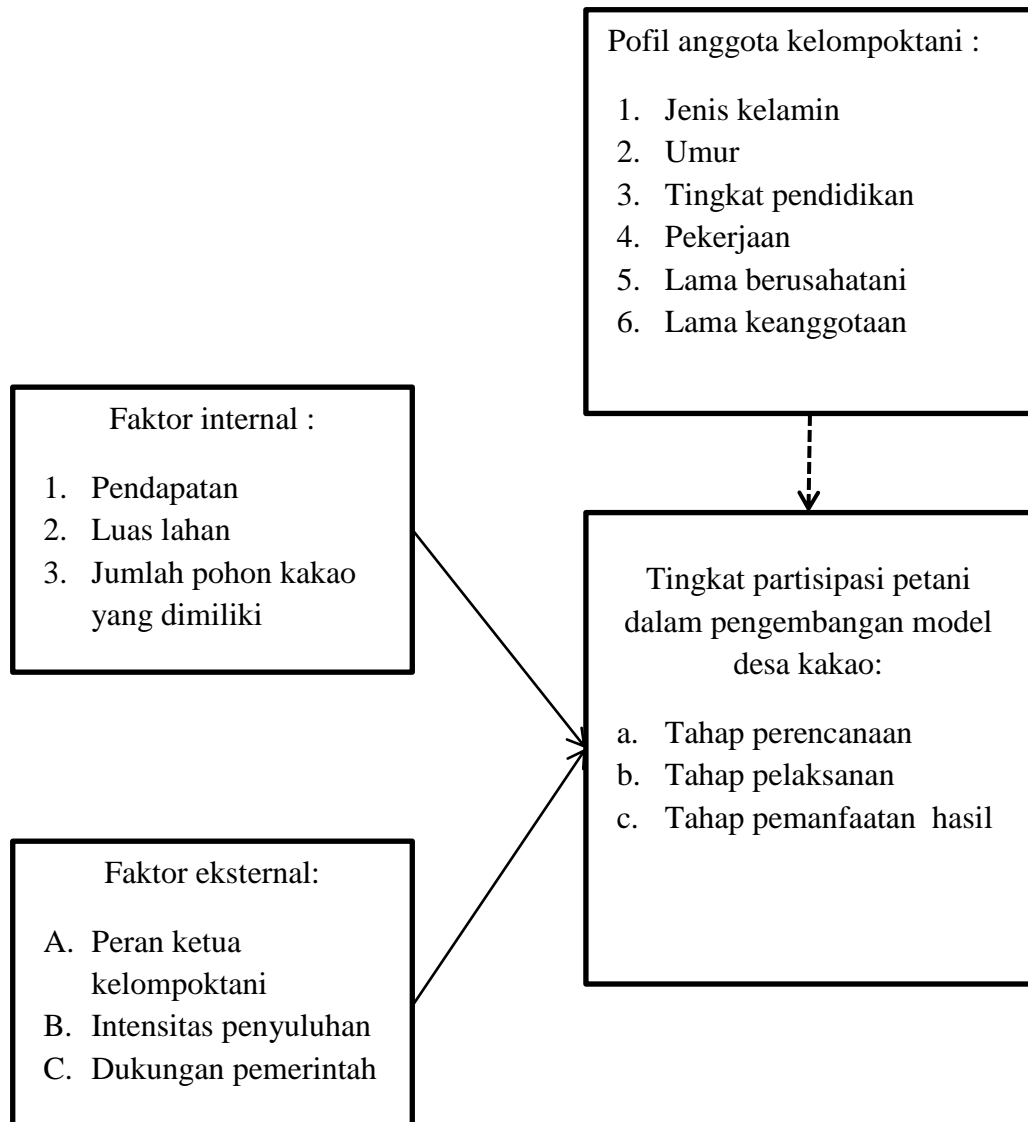 Pofil anggota kelompoktani :
1. Jenis kelamin
2. Umur
3. Tingkat pendidikan
4. Pekerjaan
5. Lama berusahatani
6. Lama keanggotaan
Faktor internal :
1. Pendapatan
2. Luas lahan
3. Jumlah pohon kakao
yang dimiliki
Tingkat partisipasi petani
dalam pengembangan model
desa kakao:
a. Tahap perencanaan
b. Tahap pelaksanan
c. Tahap pemanfaatan hasil
Faktor eksternal:
A. Peran ketua
kelompoktani
B. Intensitas penyuluhan
C. Dukungan pemerintah